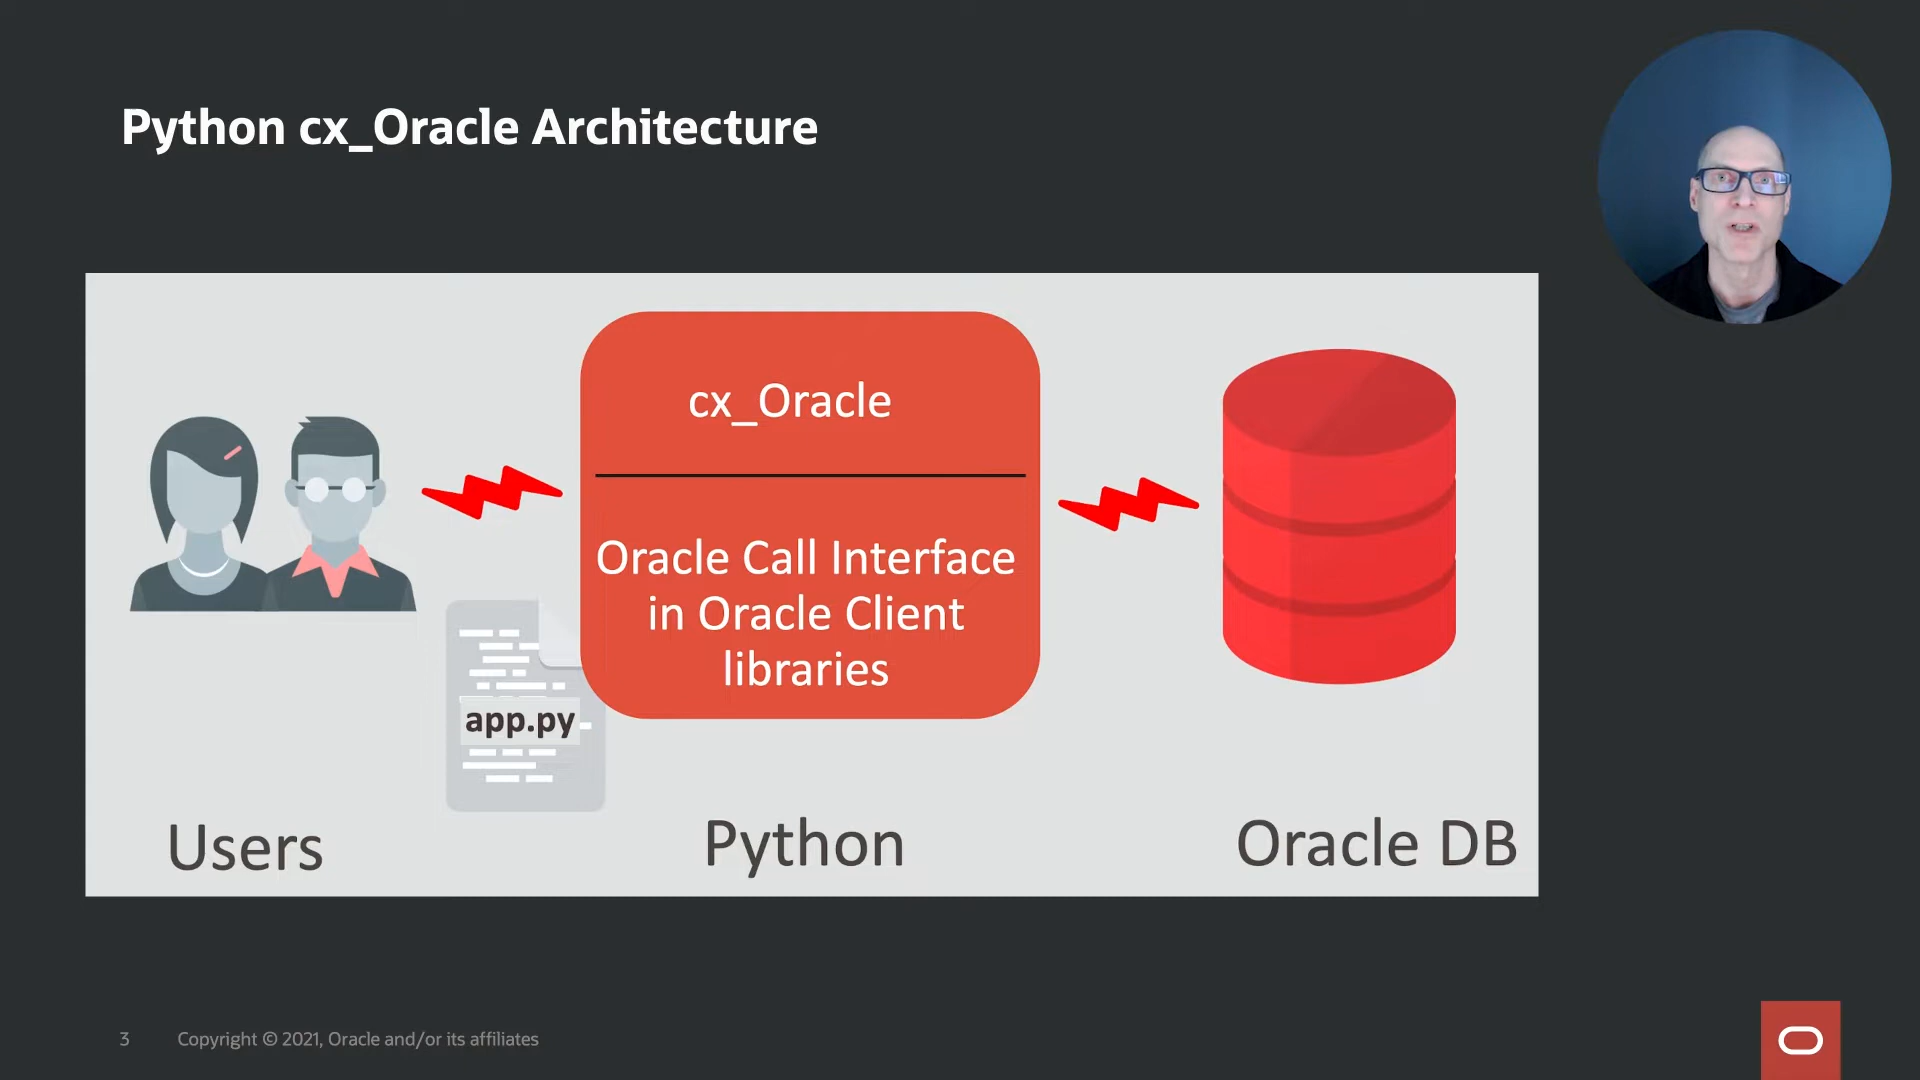 Python cx_Oracle Architecture
cx_Oracle
Oracle Call Interface
in Oracle Client
libraries
app.py
Users
Python
Oracle DB
3
Copyright © 2021, Oracle and/or its affiliates